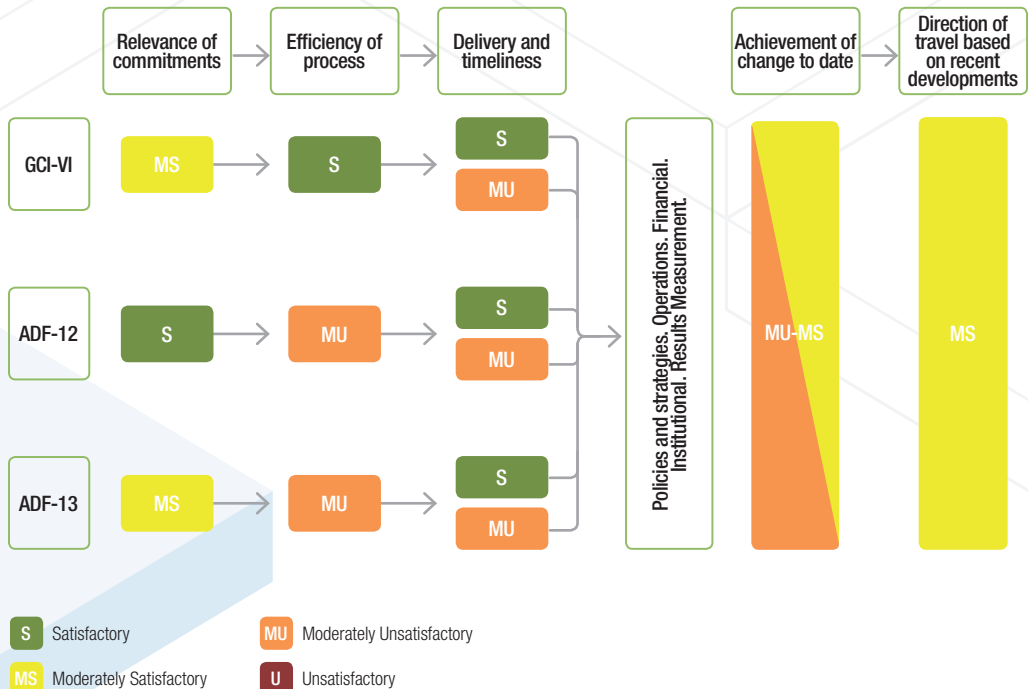 Relevance of
commitments
Efficiency of
process
Delivery and
timeliness
Achievement of
change to date
Direction of
travel based
on recent
developments
GCI-VI
MS
S
S
MU
ADF-12
S
MU
S
MU
ADF-13
MS
MU
S
MU
Policies and strategies. Operations. Financial.
Institutional. Results Measurement.
MU-MS
MS
S Satisfactory
MU Moderately Unsatisfactory
MS Moderately Satisfactory
U Unsatisfactory